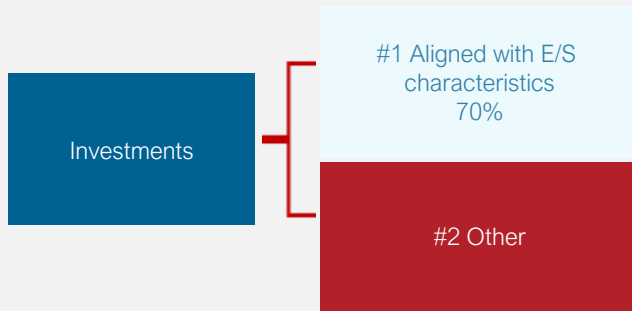 Investments
#1 Aligned with E/S
characteristics
70%
#2 Other